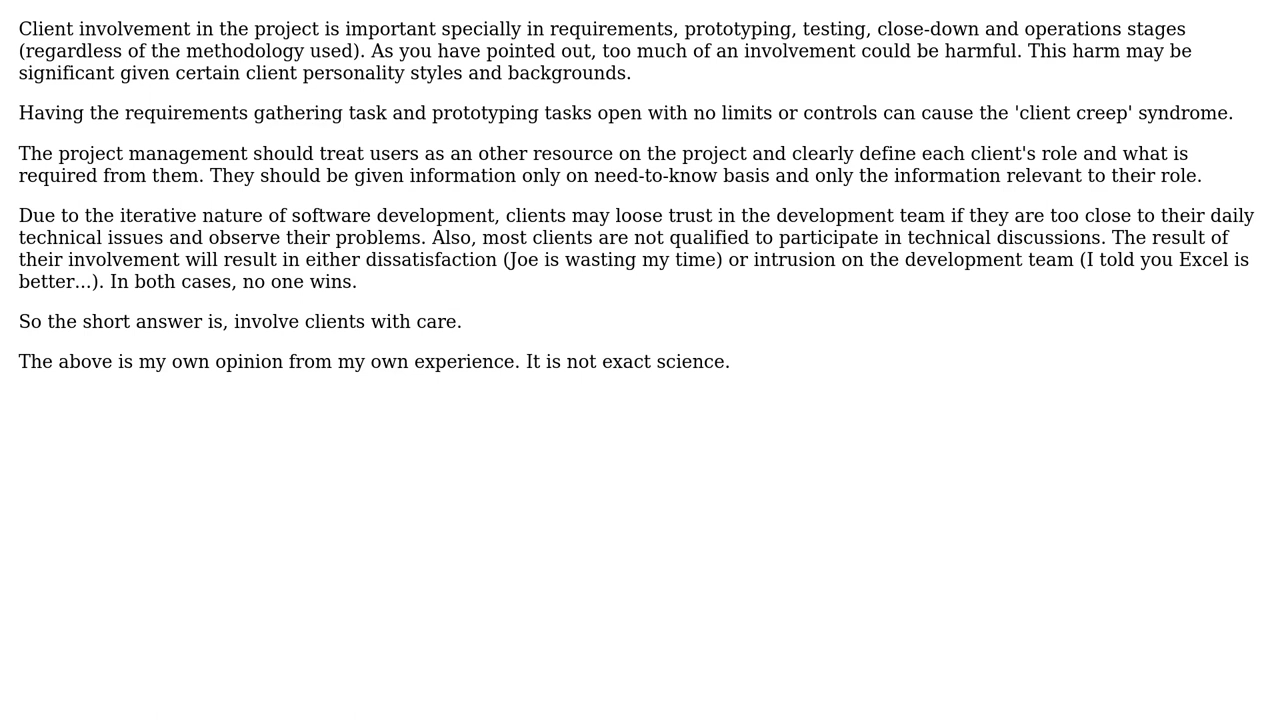 Client involvement in the project is important specially in requirements, prototyping, testing, close-down and operations stages
(regardless of the methodology used). As you have pointed out, too much of an involvement could be harmful. This harm may be
significant given certain client personality styles and backgrounds.
Having the requirements gathering task and prototyping tasks open with no limits or controls can cause the 'client creep' syndrome.
The project management should treat users as an other resource on the project and clearly define each client's role and what is
required from them. They should be given information only on need-to-know basis and only the information relevant to their role.
Due to the iterative nature of software development, clients may loose trust in the development team if they are too close to their daily
technical issues and observe their problems. Also, most clients are not qualified to participate in technical discussions. The result of
their involvement will result in either dissatisfaction (Joe is wasting my time) or intrusion on the development team (I told you Excel is
better...). In both cases, no one wins.
So the short answer is, involve clients with care.
The above is my own opinion from my own experience. It is not exact science.